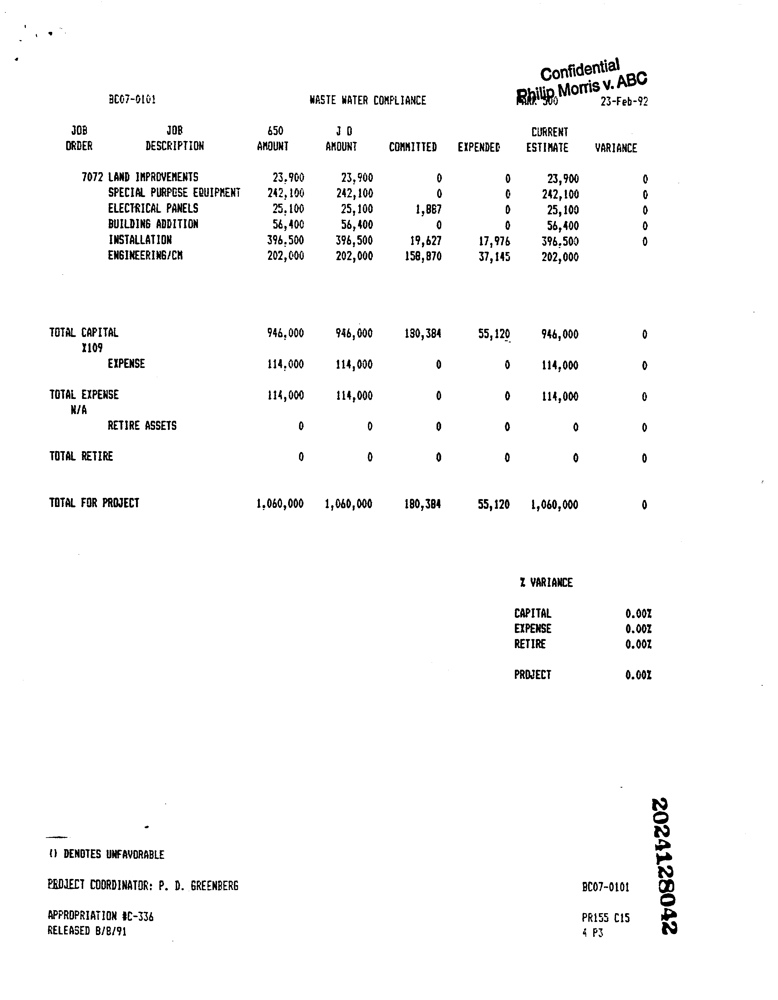 Confidential
Philip Morris v. ABC
BC07-0101 WASTE WATER COMPLIANCE 23-Feb-92
JOB JOB 650 J O CURRENT
ORDER DESCRIPTION AMOUNT AMOUNT COMMITTED EXPENDED ESTIMATE VARIANCE
7072 LAND IMPROVEMENTS 23,900 23,900 0 0 23,900 0
SPECIAL PURPOSE EQUIPMENT 242,100 242,100 0 0 242,100 0
ELECTRICAL PANELS 25,100 25,100 1,887 0 25,100 0
BUILDING ADDITION 56,400 56,400 0 0 56,400 0
INSTALLATION 396,500 396,500 19,627 17,976 396,500 0
ENGINEERING/CM 202,000 202,000 158,870 37,145 202,000
TOTAL CAPITAL 946,000 946,000 180,384 55,120 946,000 0
X109
EXPENSE 114,000 114,000 0 0 114,000 0
TOTAL EXPENSE 114,000 114,000 0 0 114,000 0
N/A
RETIRE ASSETS 0 0 0 0 0 0
TOTAL RETIRE 0 0 0 0 0 0
TOTAL FOR PROJECT 1,060,000 1,060,000 180,384 55,120 1,060,000 0
% VARIANCE
CAPITAL 0.00%
EXPENSE 0.00%
RETIRE 0.00%
PROJECT 0.00%
() DENOTES UNFAVORABLE
PROJECT COORDINATOR: P. D. GREENBERG BC07-0101
APPROPRIATION #C-336 PR155 C15
RELEASED 8/8/91 4 P3
2024128042